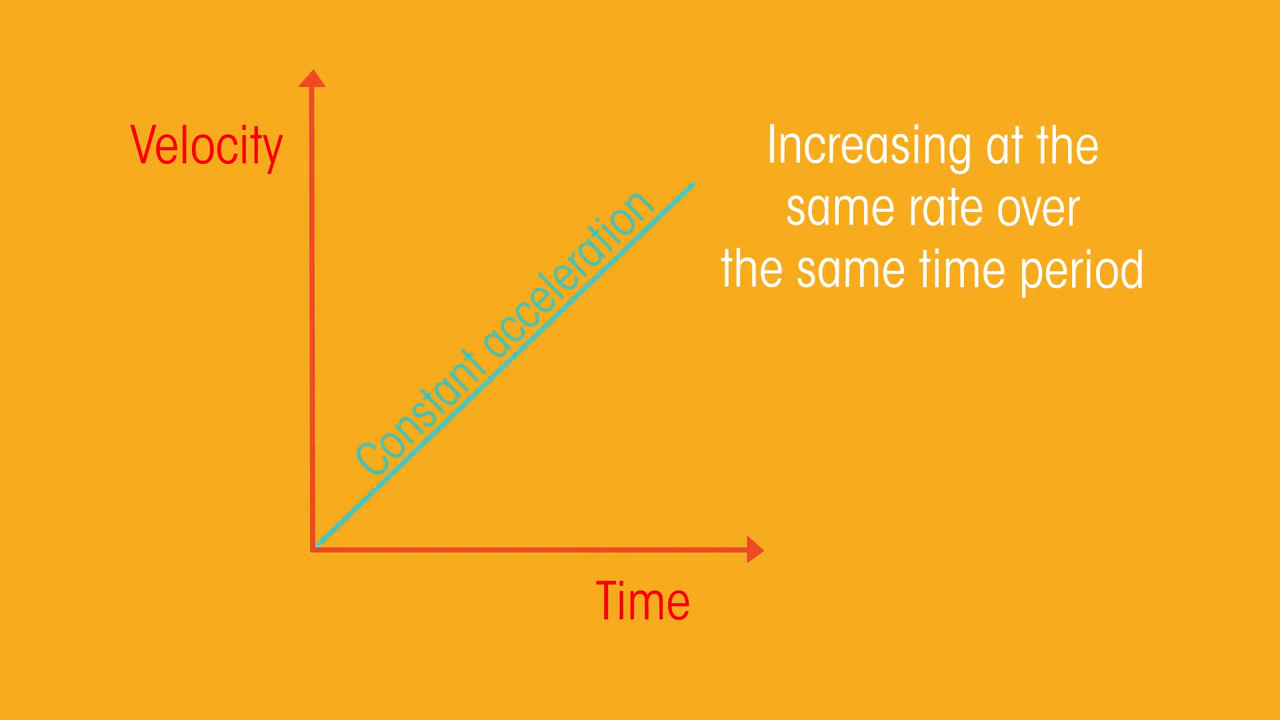 Velocity
Increasing at the
same rate over
the same time period
Constant acceleration
Time